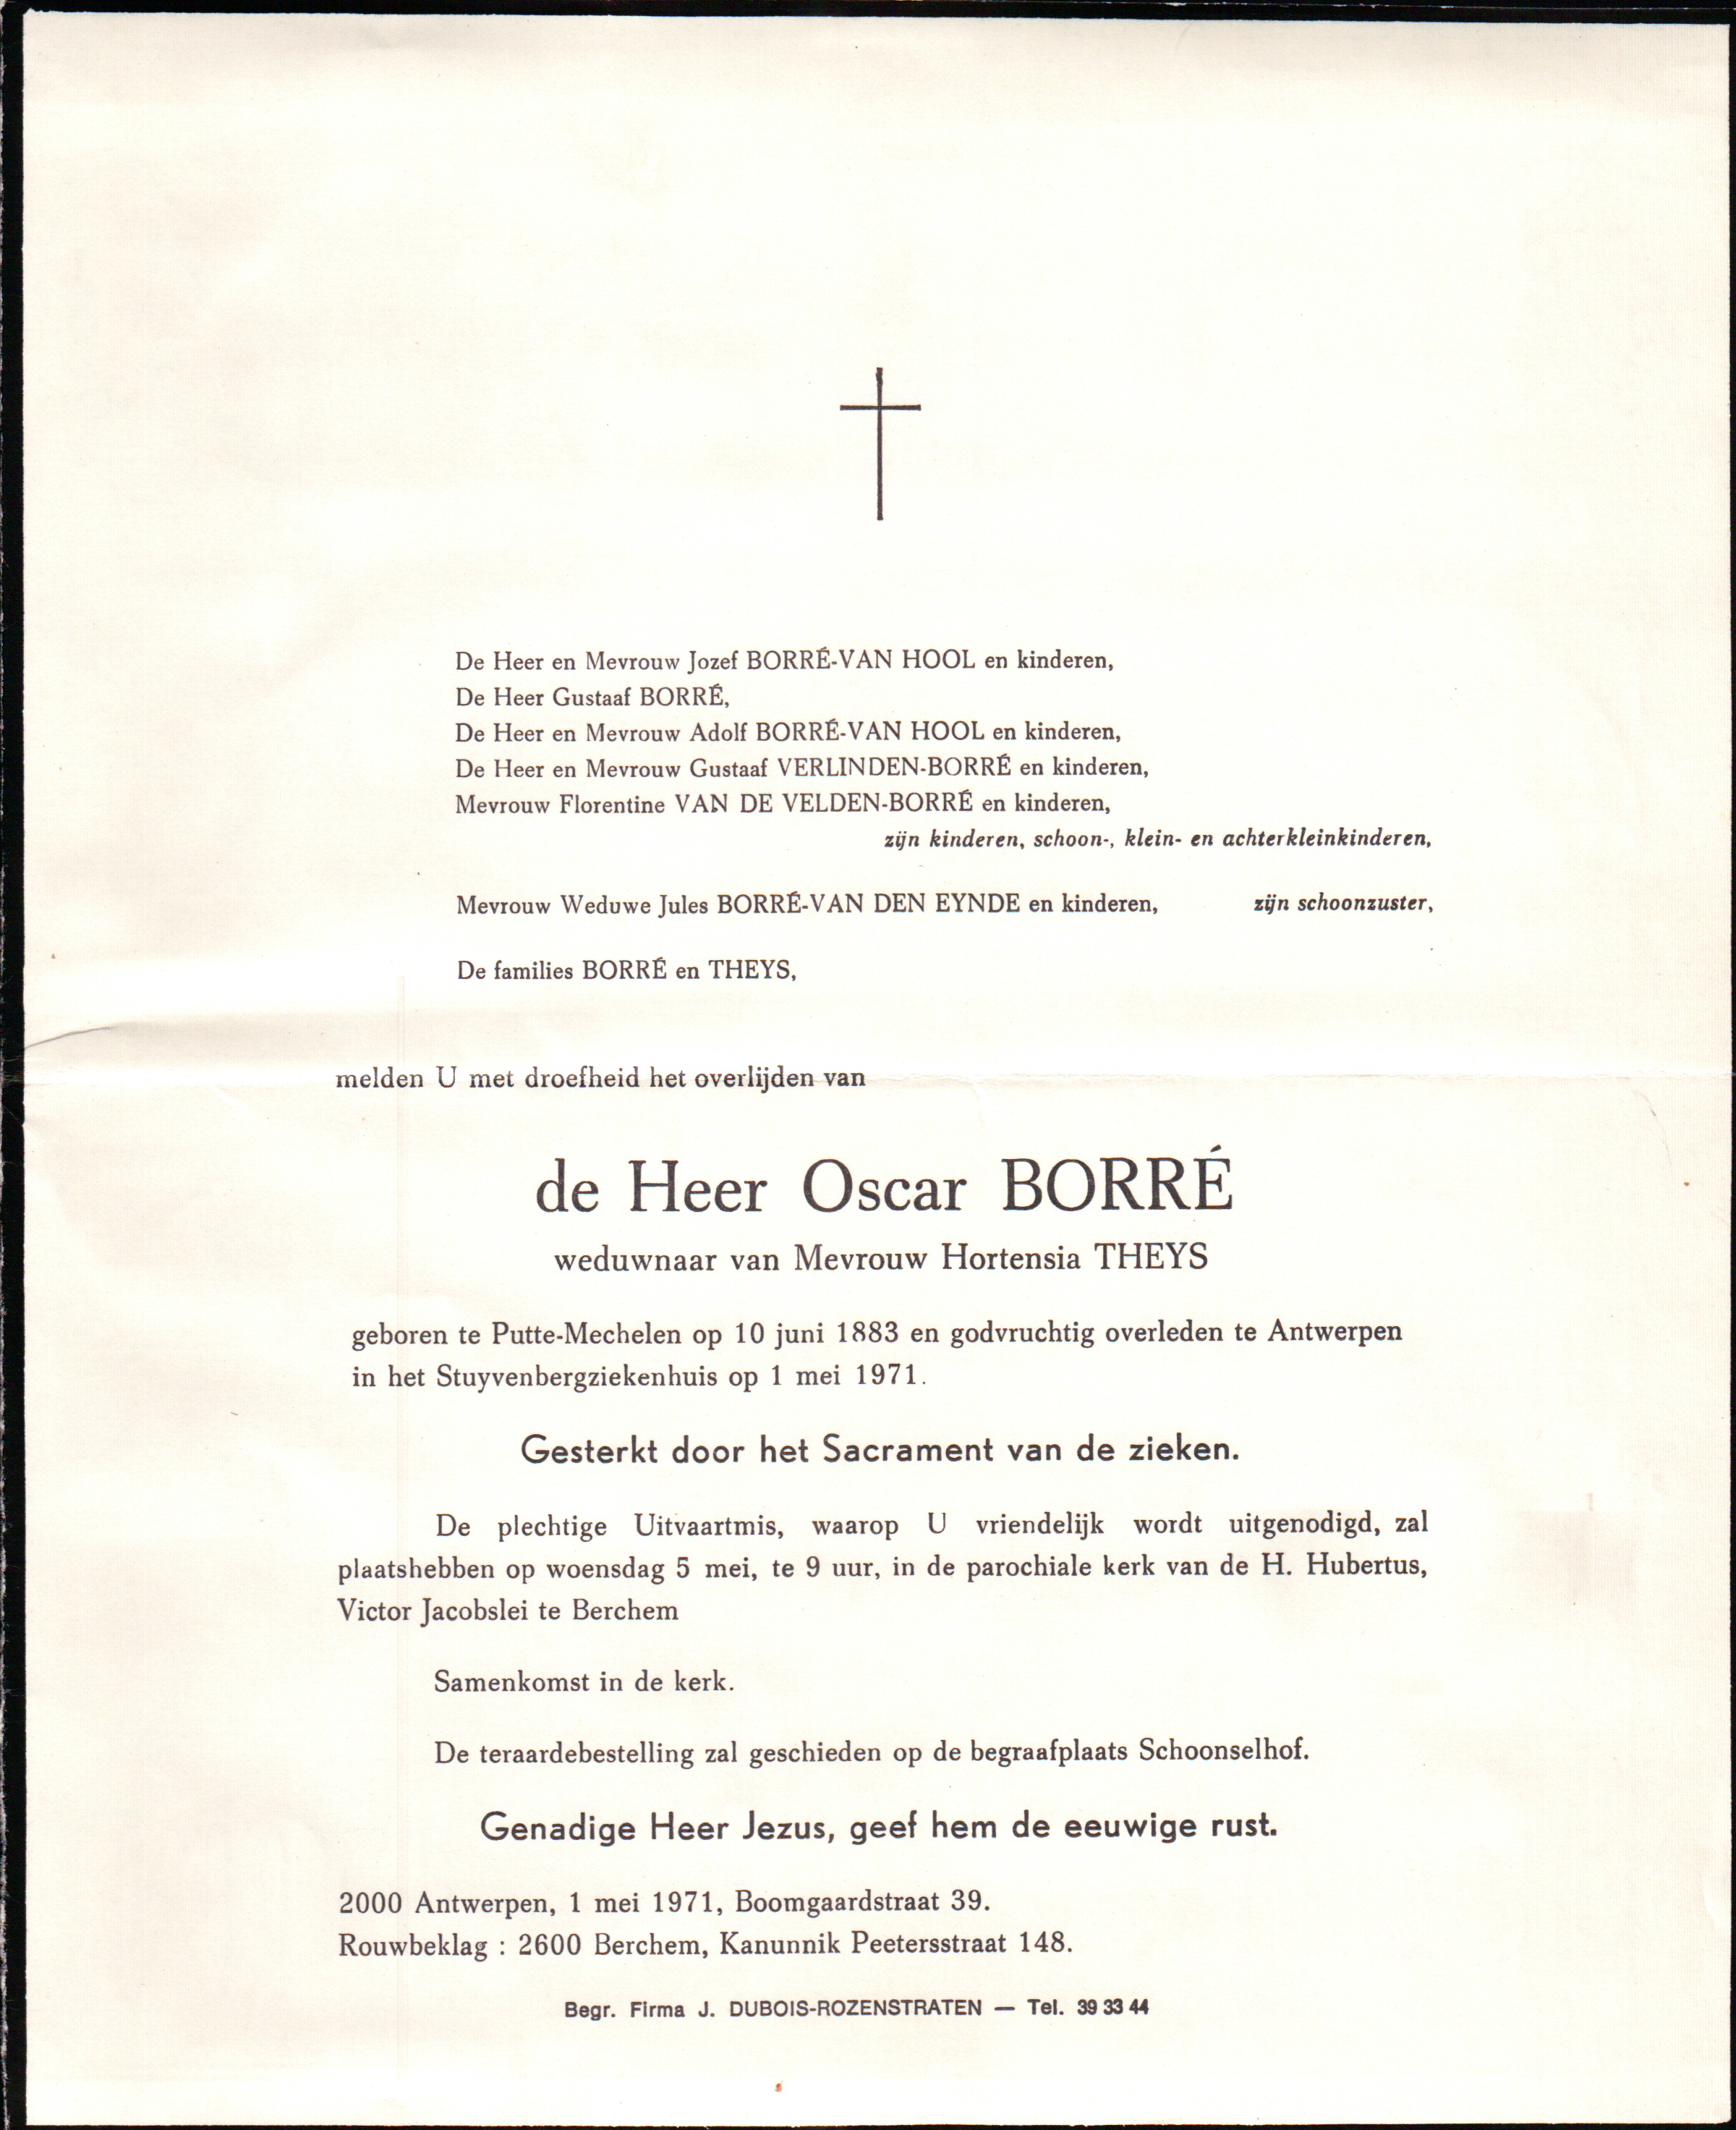 De Heer en Mevrouw Jozef BORRÉ-VAN HOOL en kinderen,
De Heer Gustaaf BORRÉ,
De Heer en Mevrouw Adolf BORRÉ-VAN HOOL en kinderen,
De Heer en Mevrouw Gustaaf VERLINDEN-BORRÉ en kinderen,
Mevrouw Florentine VAN DE VELDEN-BORRÉ en kinderen,
zijn kinderen, schoon-, klein- en achterkleinkinderen,
Mevrouw Weduwe Jules BORRÉ-VAN DEN EYNDE en kinderen, zijn schoonzuster,
De families BORRÉ en THEYS,
melden U met droefheid het overlijden van
de Heer Oscar BORRÉ
weduwnaar van Mevrouw Hortensia THEYS
geboren te Putte-Mechelen op 10 juni 1883 en godvruchtig overleden te Antwerpen
in het Stuyvenbergziekenhuis op 1 mei 1971.
Gesterkt door het Sacrament van de zieken.
De plechtige Uitvaartmis, waarop U vriendelijk wordt uitgenodigd, zal
plaatshebben op woensdag 5 mei, te 9 uur, in de parochiale kerk van de H. Hubertus,
Victor Jacobslei te Berchem
Samenkomst in de kerk.
De teraardebestelling zal geschieden op de begraafplaats Schoonselhof.
Genadige Heer Jezus, geef hem de eeuwige rust.
2000 Antwerpen, 1 mei 1971, Boomgaardstraat 39.
Rouwbeklag : 2600 Berchem, Kanunnik Peetersstraat 148.
Begr. Firma J. DUBOIS-ROZENSTRATEN — Tel. 39 33 44